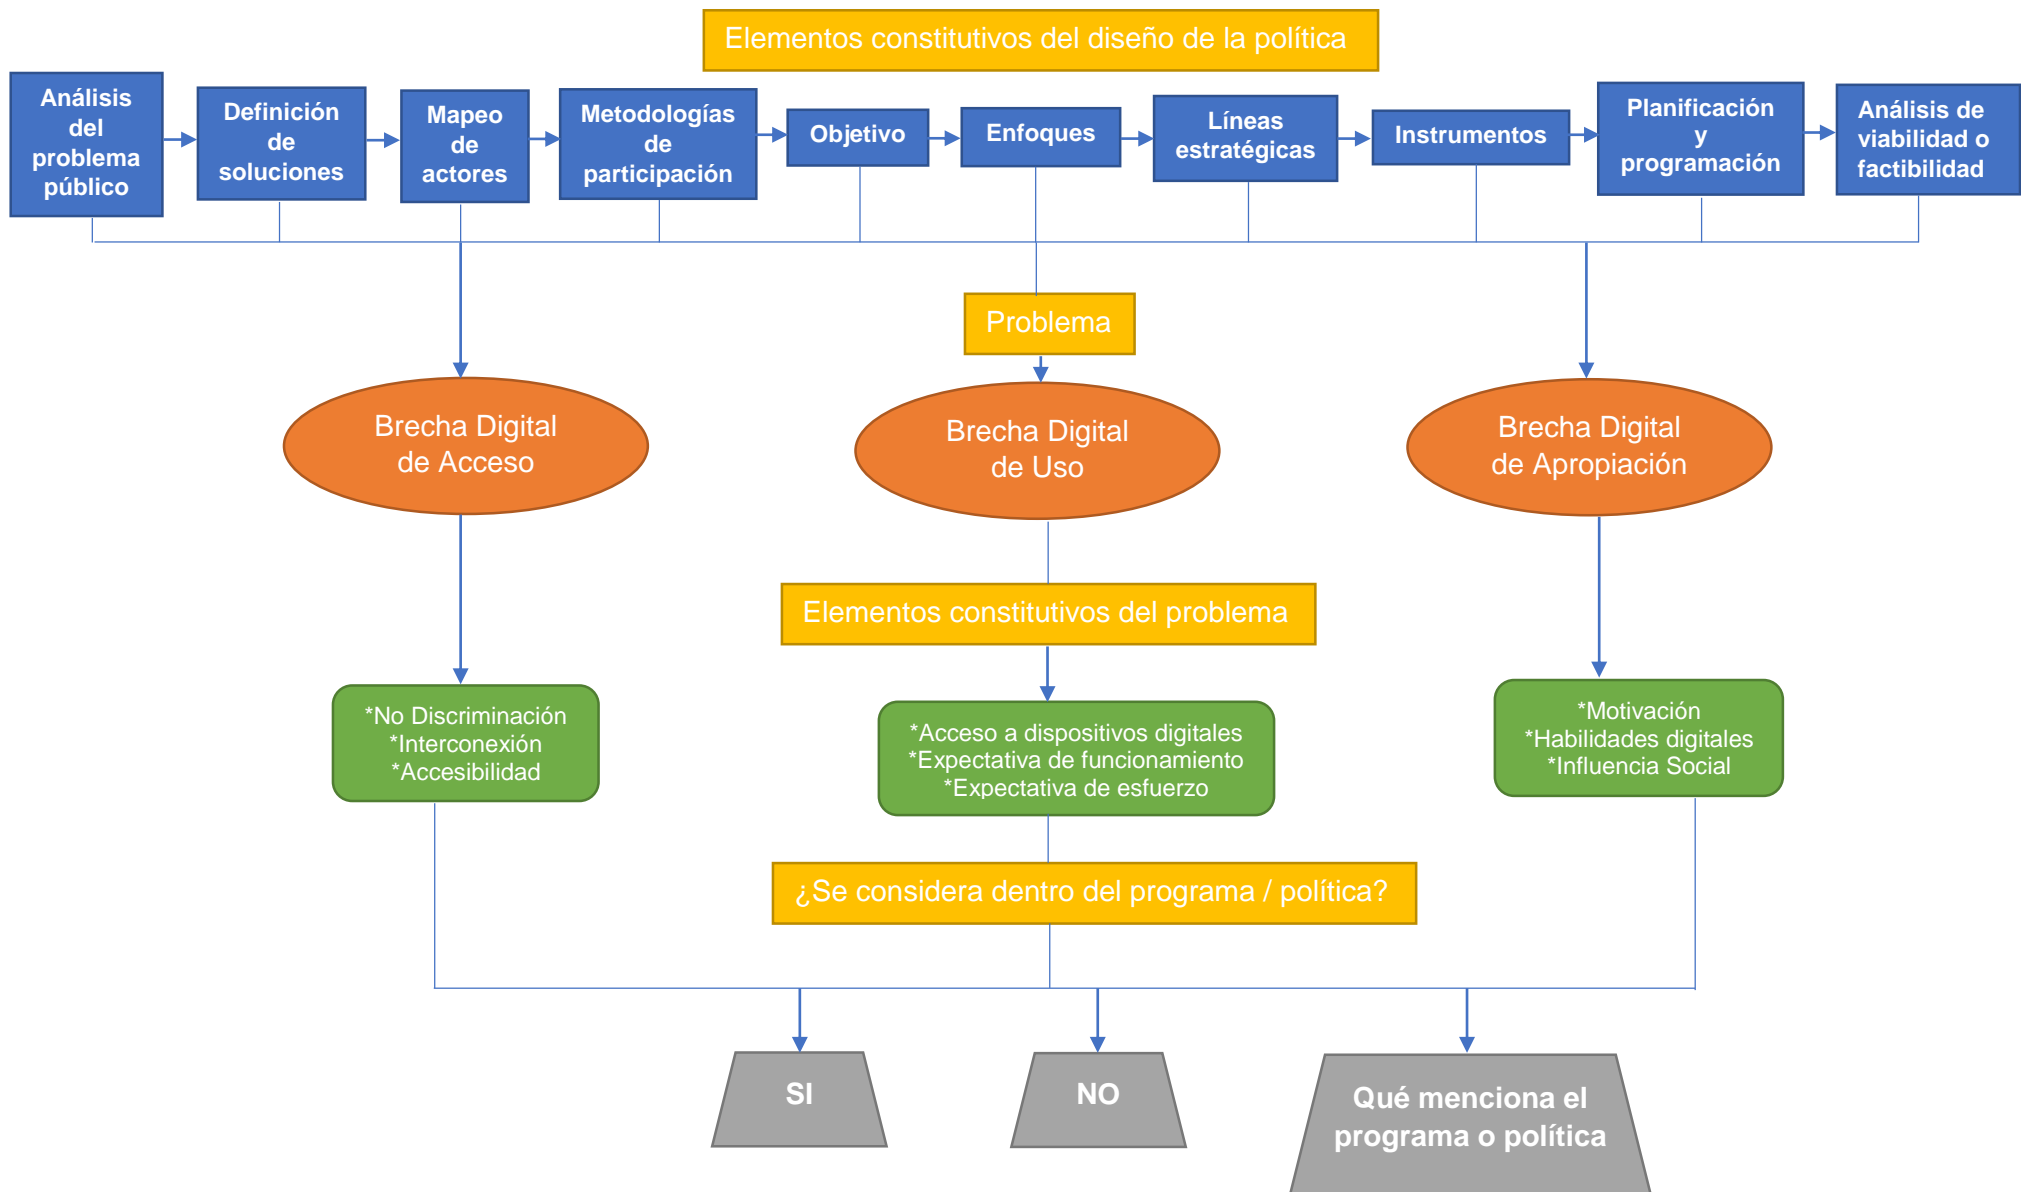 Elementos constitutivos del diseño de la política
Análisis
del
problema
público
Definición
de
soluciones
Mapeo
de
actores
Metodologías
de
participación
Objetivo
Enfoques
Líneas
estratégicas
Instrumentos
Planificación
y
programación
Análisis de
viabilidad o
factibilidad
Problema
Brecha Digital
de Acceso
Brecha Digital
de Uso
Brecha Digital
de Apropiación
Elementos constitutivos del problema
*No Discriminación
*Interconexión
*Accesibilidad
*Acceso a dispositivos digitales
*Expectativa de funcionamiento
*Expectativa de esfuerzo
*Motivación
*Habilidades digitales
*Influencia Social
¿Se considera dentro del programa / política?
SI
NO
Qué menciona el
programa o política